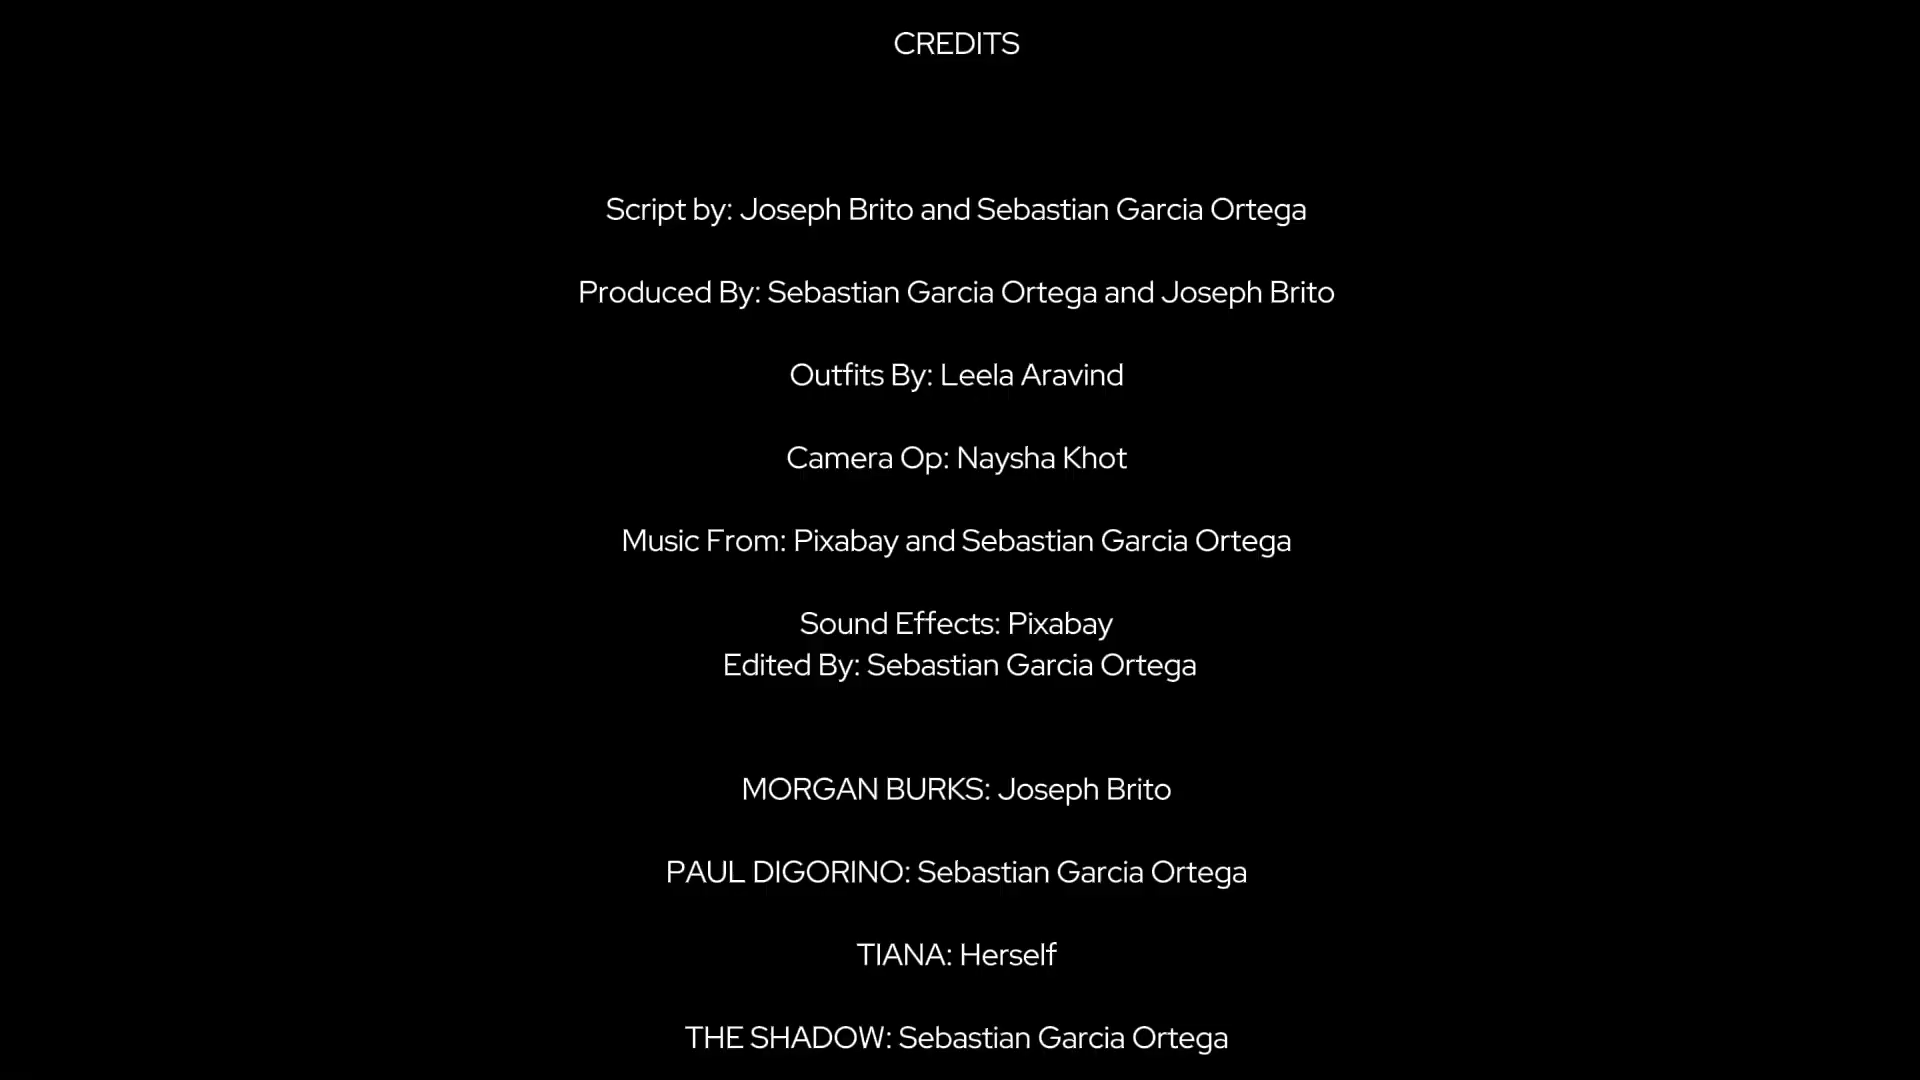 CREDITS
Script by: Joseph Brito and Sebastian Garcia Ortega
Produced By: Sebastian Garcia Ortega and Joseph Brito
Outfits By: Leela Aravind
Camera Op: Naysha Khot
Music From: Pixabay and Sebastian Garcia Ortega
Sound Effects: Pixabay
Edited By: Sebastian Garcia Ortega
MORGAN BURKS: Joseph Brito
PAUL DIGORINO: Sebastian Garcia Ortega
TIANA: Herself
THE SHADOW: Sebastian Garcia Ortega